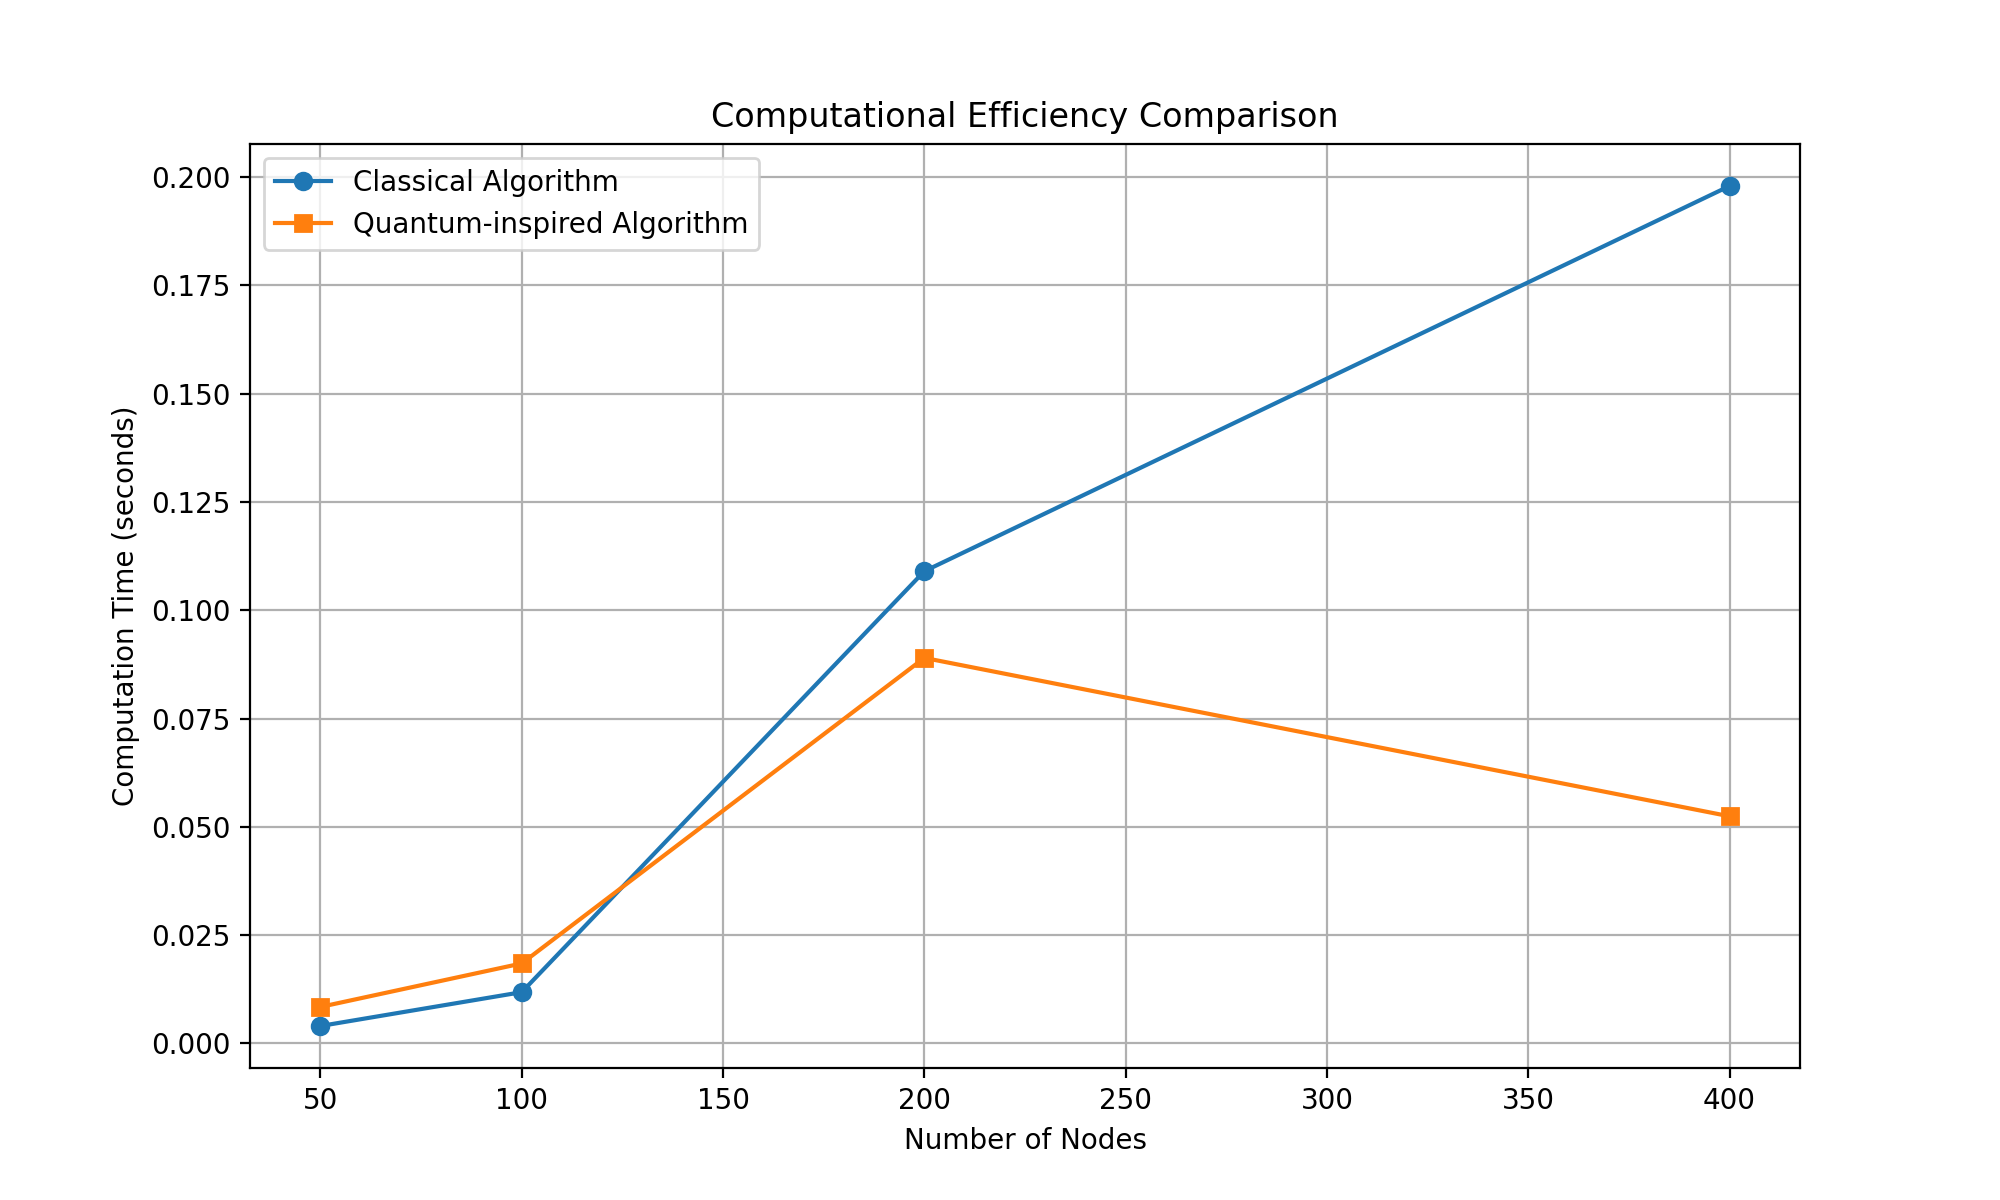 Computational Efficiency Comparison
Classical Algorithm
Quantum-inspired Algorithm
0.200
0.175
0.150
0.125
0.100
0.075
0.050
0.025
0.000
Computation Time (seconds)
50 100 150 200 250 300 350 400
Number of Nodes